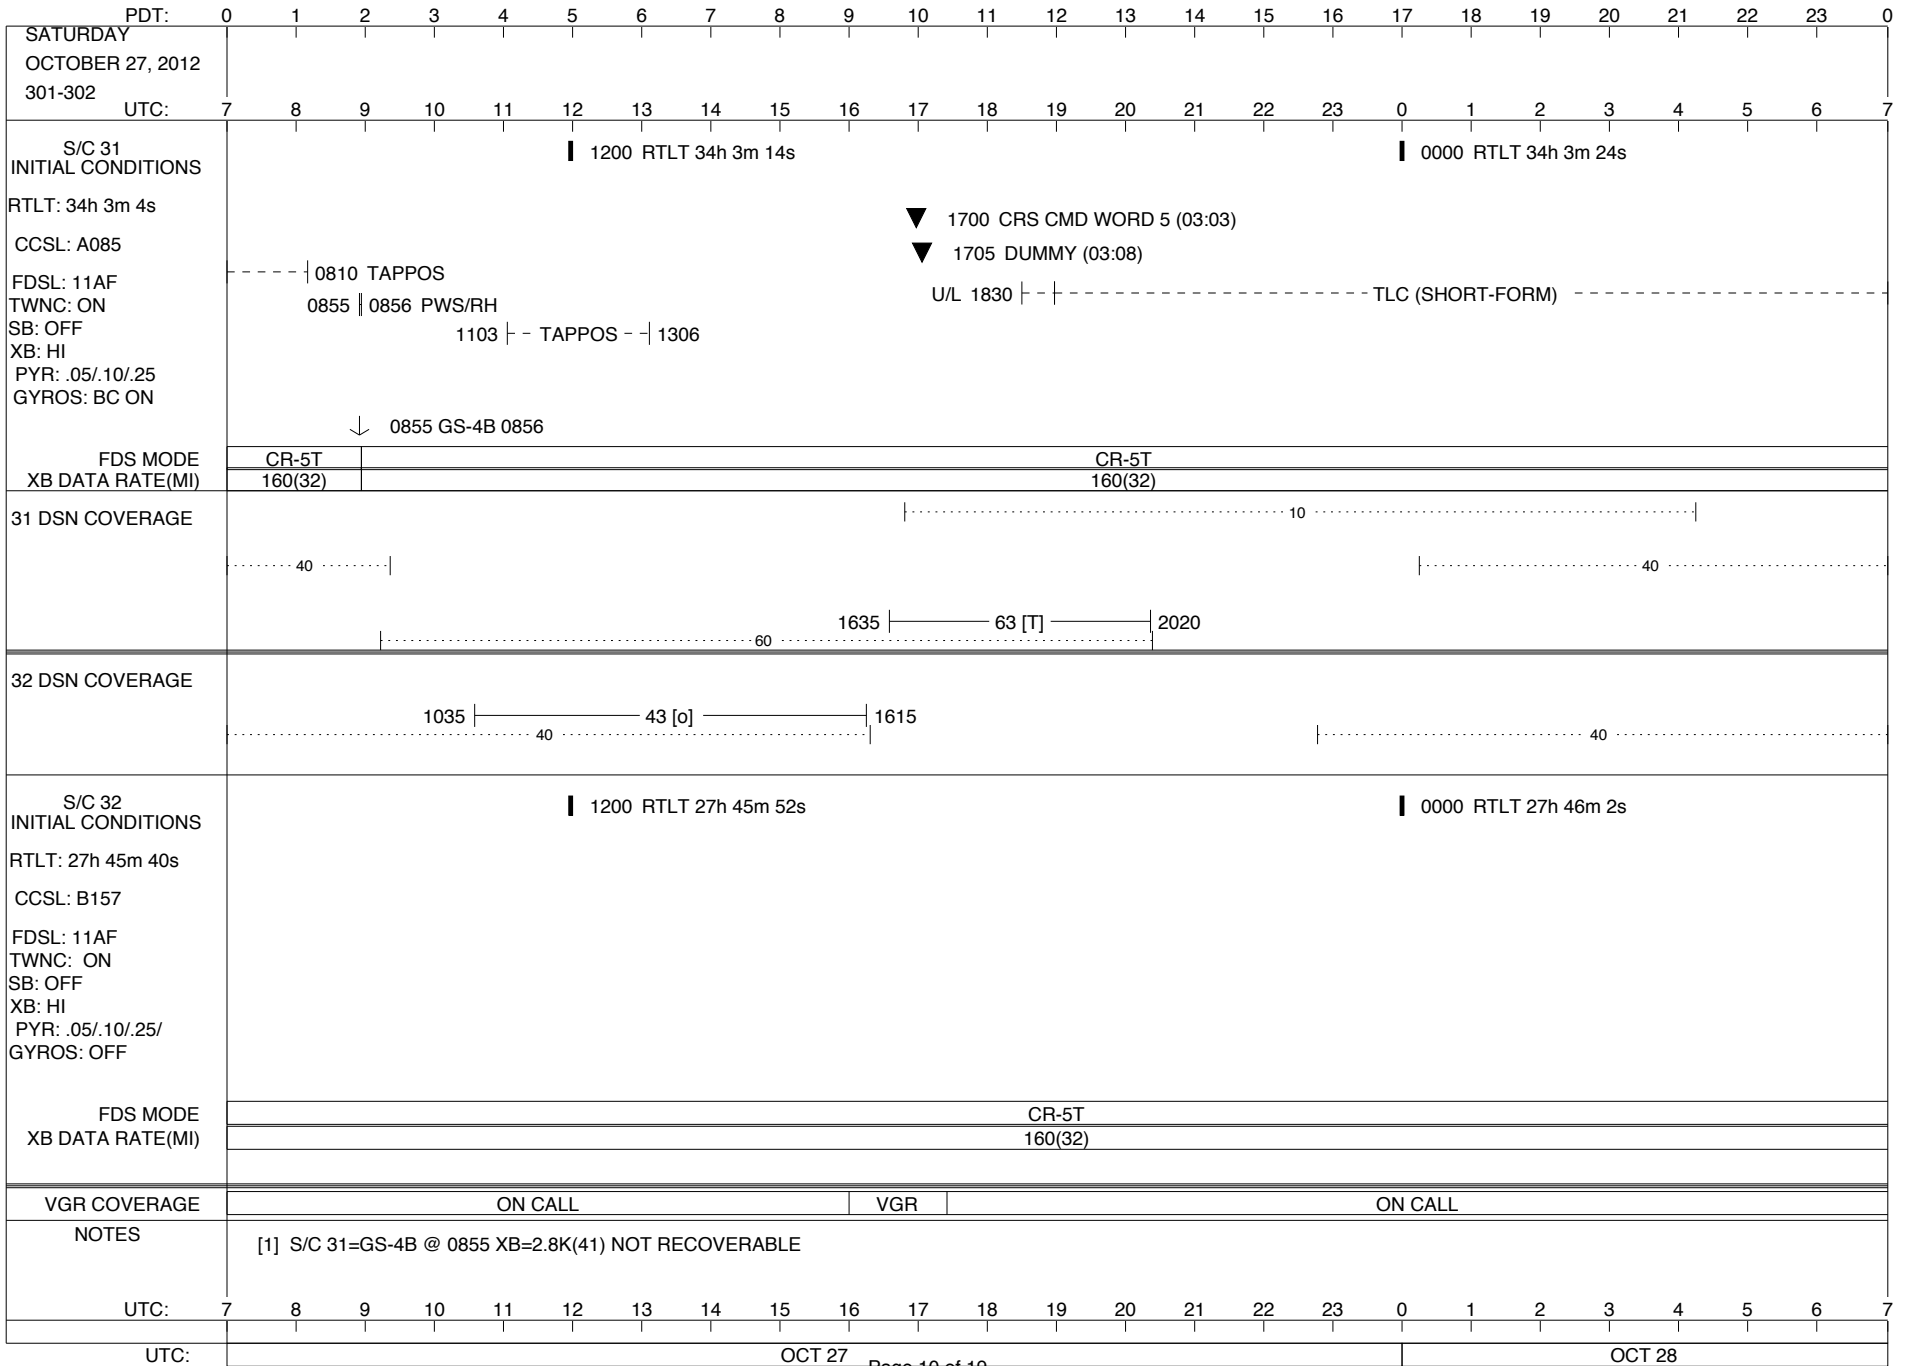 PDT: 0 1 2 3 4 5 6 7 8 9 10 11 12 13 14 15 16 17 18 19 20 21 22 23 0
SATURDAY
OCTOBER 27, 2012
301-302
UTC: 7 8 9 10 11 12 13 14 15 16 17 18 19 20 21 22 23 0 1 2 3 4 5 6 7
S/C 31
INITIAL CONDITIONS
1200 RTLT 34h 3m 14s
0000 RTLT 34h 3m 24s
RTLT: 34h 3m 4s
1700 CRS CMD WORD 5 (03:03)
CCSL: A085
1705 DUMMY (03:08)
0810 TAPPOS
FDSL: 11AF
U/L 1830 TLC (SHORT-FORM)
TWNC: ON
0855 0856 PWS/RH
SB: OFF
1103 TAPPOS 1306
XB: HI
PYR: .05/.10/.25
GYROS: BC ON
0855 GS-4B 0856
FDS MODE CR-5T CR-5T
XB DATA RATE(MI) 160(32) 160(32)
31 DSN COVERAGE
10
40 40
1635 63 [T] 2020
60
32 DSN COVERAGE
1035 43 [o] 1615
40 40
S/C 32
INITIAL CONDITIONS
1200 RTLT 27h 45m 52s
0000 RTLT 27h 46m 2s
RTLT: 27h 45m 40s
CCSL: B157
FDSL: 11AF
TWNC: ON
SB: OFF
XB: HI
PYR: .05/.10/.25/
GYROS: OFF
FDS MODE CR-5T
XB DATA RATE(MI) 160(32)
VGR COVERAGE ON CALL VGR ON CALL
NOTES
[1] S/C 31=GS-4B @ 0855 XB=2.8K(41) NOT RECOVERABLE
UTC: 7 8 9 10 11 12 13 14 15 16 17 18 19 20 21 22 23 0 1 2 3 4 5 6 7
UTC: OCT 27 OCT 28